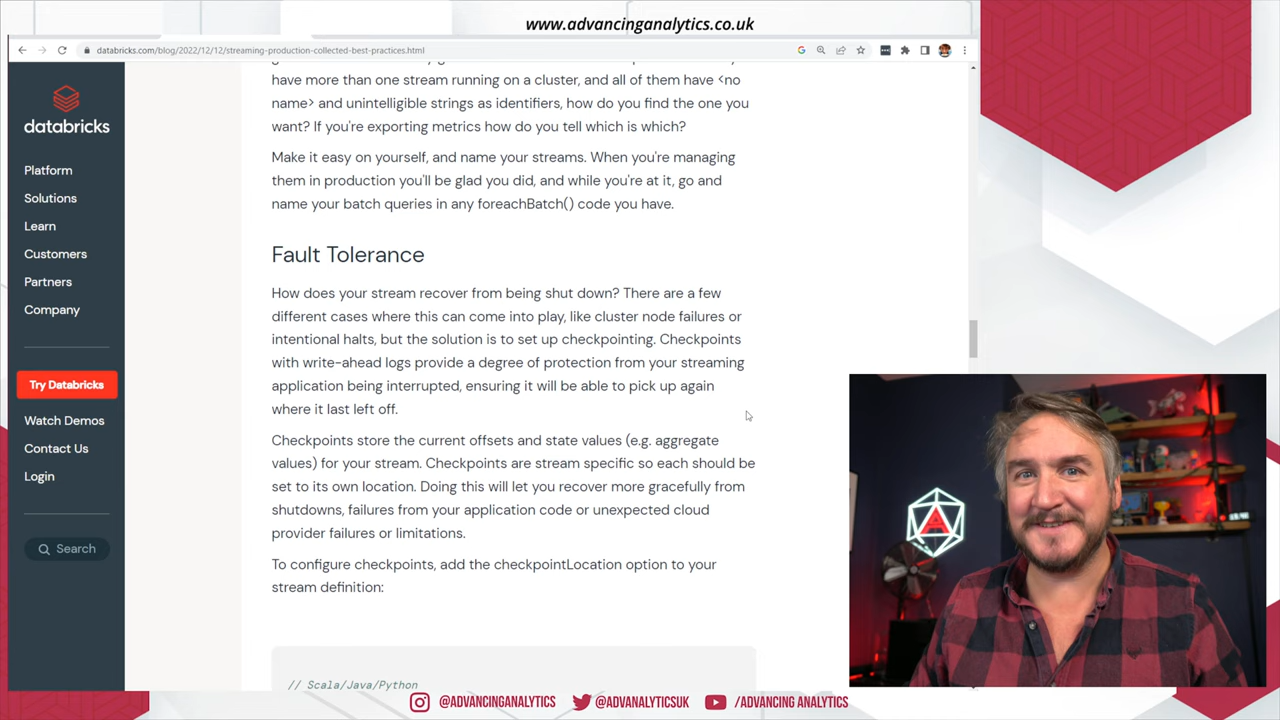 www.advancinganalytics.co.uk
databricks.com/blog/2022/12/12/streaming-production-collected-best-practices.html
databricks
Platform
Solutions
Learn
Customers
Partners
Company
Try Databricks
Watch Demos
Contact Us
Login
Search
have more than one stream running on a cluster, and all of them have <no
name> and unintelligible strings as identifiers, how do you find the one you
want? If you're exporting metrics how do you tell which is which?
Make it easy on yourself, and name your streams. When you're managing
them in production you'll be glad you did, and while you're at it, go and
name your batch queries in any foreachBatch() code you have.
Fault Tolerance
How does your stream recover from being shut down? There are a few
different cases where this can come into play, like cluster node failures or
intentional halts, but the solution is to set up checkpointing. Checkpoints
with write-ahead logs provide a degree of protection from your streaming
application being interrupted, ensuring it will be able to pick up again
where it last left off.
Checkpoints store the current offsets and state values (e.g. aggregate
values) for your stream. Checkpoints are stream specific so each should be
set to its own location. Doing this will let you recover more gracefully from
shutdowns, failures from your application code or unexpected cloud
provider failures or limitations.
To configure checkpoints, add the checkpointLocation option to your
stream definition:
// Scala/Java/Python
@ADVANCINGANALYTICS
@ADVANALYTICSUK
/ADVANCING ANALYTICS